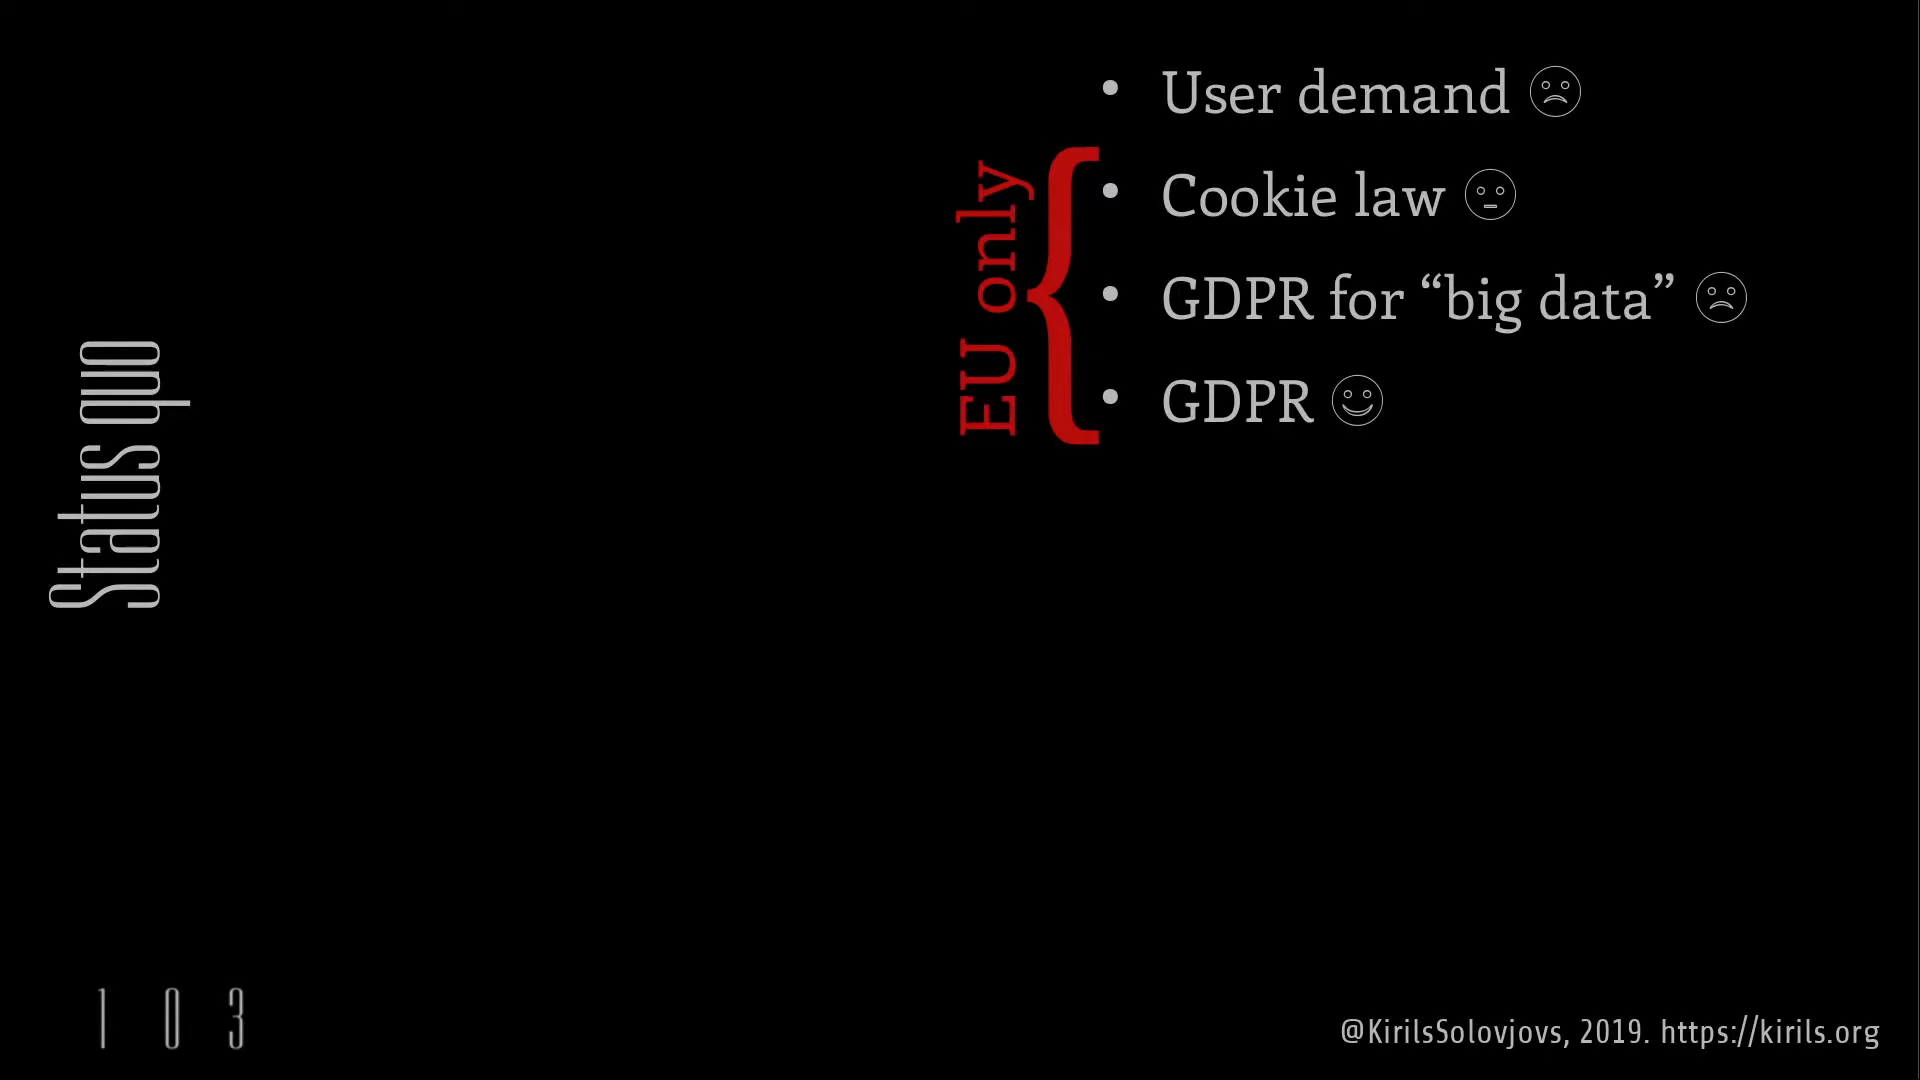 Status quo
• User demand ☹
EU only {
• Cookie law 😐
• GDPR for “big data” ☹
• GDPR ☺
1 0 3
@KirilsSolovjovs, 2019. https://kirils.org